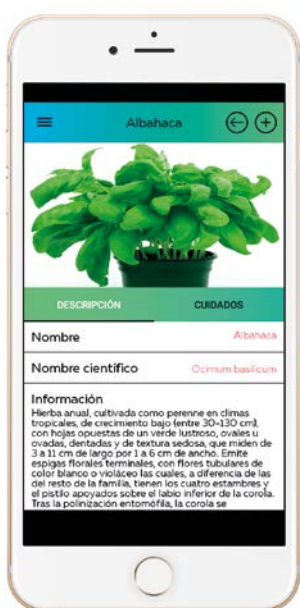 Albahaca
DESCRIPCIÓN CUIDADOS
Nombre Albahaca
Nombre científico Ocimum basilicum
Información
Hierba anual, cultivada como perenne en climas
tropicales, de crecimiento bajo (entre 30-130 cm),
con hojas opuestas de un verde lustroso, ovales u
ovadas, dentadas y de textura sedosa, que miden de
3 a 11 cm de largo por 1 a 6 cm de ancho. Emite
espigas florales terminales, con flores tubulares de
color blanco o violáceo las cuales, a diferencia de las
del resto de la familia, tienen los cuatro estambres y
el pistilo apoyados sobre el labio inferior de la corola.
Tras la polinización entomófila, la corola se